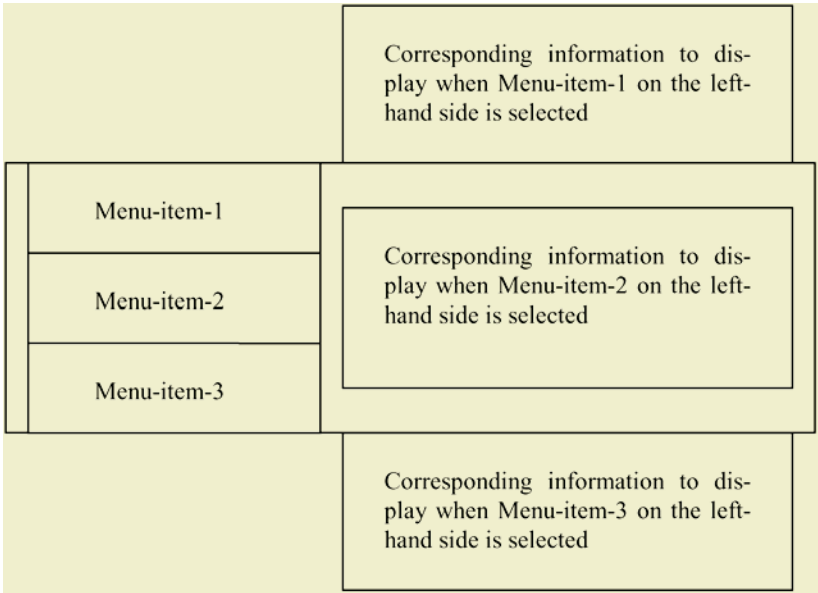 Corresponding information to dis-
play when Menu-item-1 on the left-
hand side is selected
Menu-item-1
Menu-item-2
Menu-item-3
Corresponding information to dis-
play when Menu-item-2 on the left-
hand side is selected
Corresponding information to dis-
play when Menu-item-3 on the left-
hand side is selected